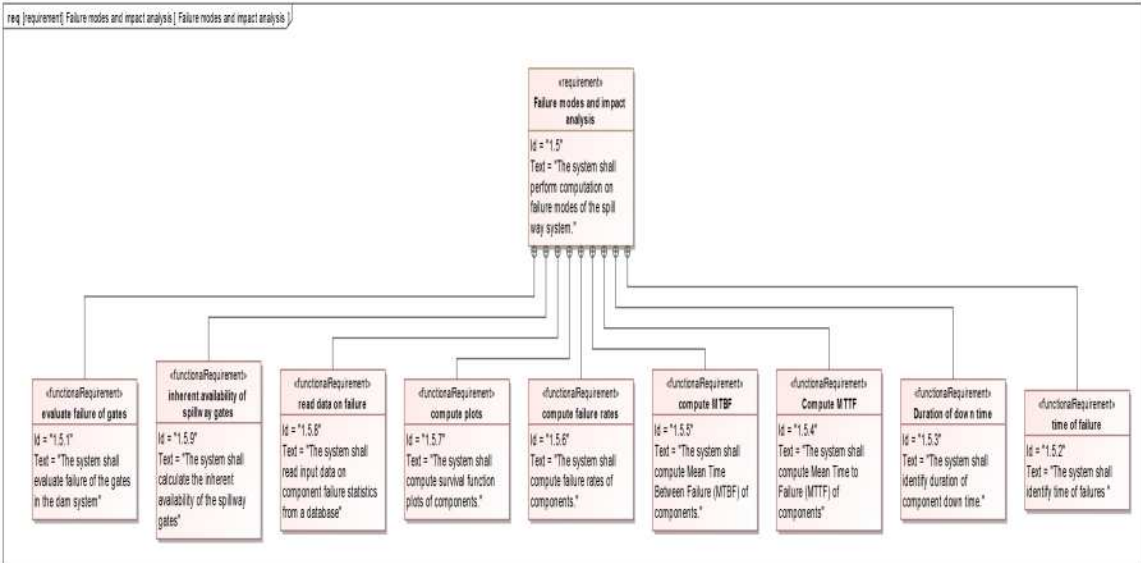 req [requirement] Failure modes and impact analysis [ Failure modes and impact analysis ]
«requirement»
Failure modes and impact
analysis
Id = "1.5"
Text = "The system shall
perform computation on
failure modes of the spill
way system."
«functionalRequirement»
evaluate failure of gates
Id = "1.5.1"
Text = "The system shall
evaluate failure of the gates
in the dam system"
«functionalRequirement»
inherent availability of
spillway gates
Id = "1.5.9"
Text = "The system shall
calculate the inherent
availability of the spillway
gates"
«functionalRequirement»
read data on failure
Id = "1.5.8"
Text = "The system shall
read input data on
component failure statistics
from a database"
«functionalRequirement»
compute plots
Id = "1.5.7"
Text = "The system shall
compute survival function
plots of components."
«functionalRequirement»
compute failure rates
Id = "1.5.6"
Text = "The system shall
compute failure rates of
components."
«functionalRequirement»
compute MTBF
Id = "1.5.5"
Text = "The system shall
compute Mean Time
Between Failure (MTBF) of
components."
«functionalRequirement»
Compute MTTF
Id = "1.5.4"
Text = "The system shall
compute Mean Time to
Failure (MTTF) of
components"
«functionalRequirement»
Duration of down time
Id = "1.5.3"
Text = "The system shall
identify duration of
component down time."
«functionalRequirement»
time of failure
Id = "1.5.2"
Text = "The system shall
identify time of failures "